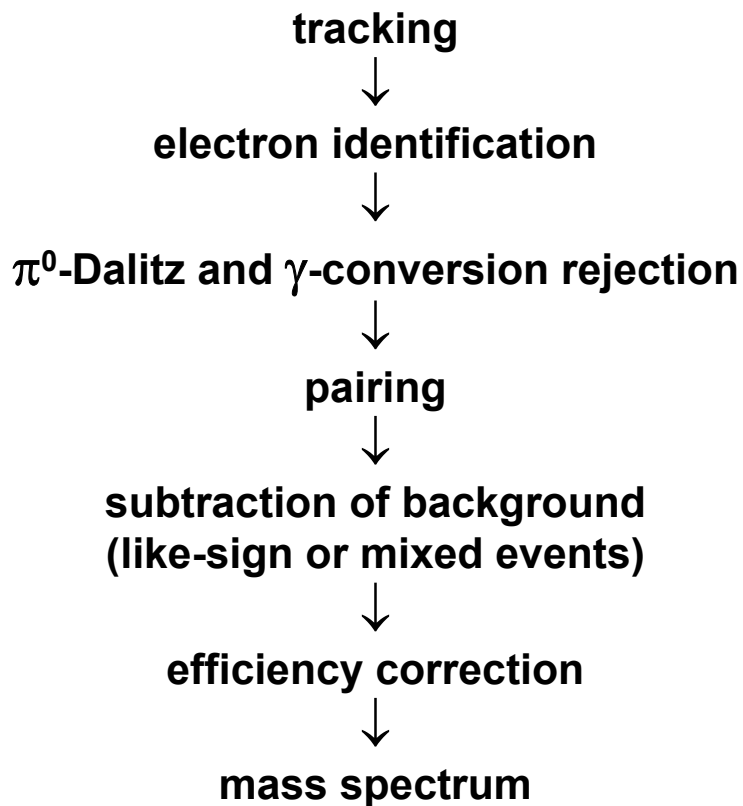 tracking
↓
electron identification
↓
π⁰-Dalitz and γ-conversion rejection
↓
pairing
↓
subtraction of background
(like-sign or mixed events)
↓
efficiency correction
↓
mass spectrum